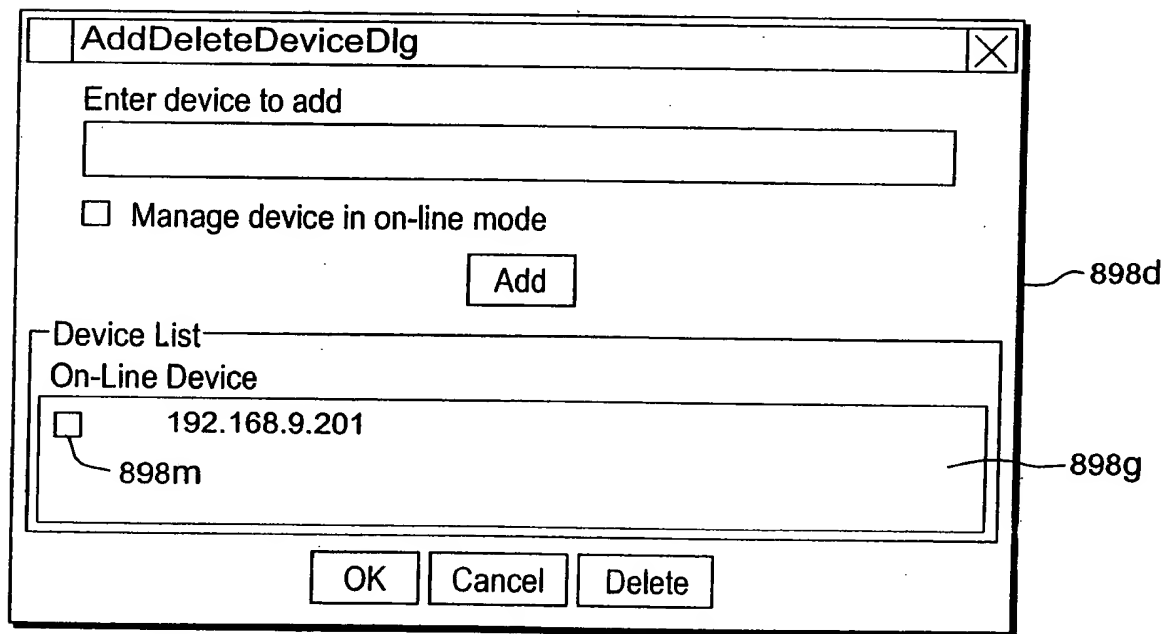 AddDeleteDeviceDlg
Enter device to add
Manage device in on-line mode
Add
898d
Device List
On-Line Device
192.168.9.201
898m
898g
OK Cancel Delete